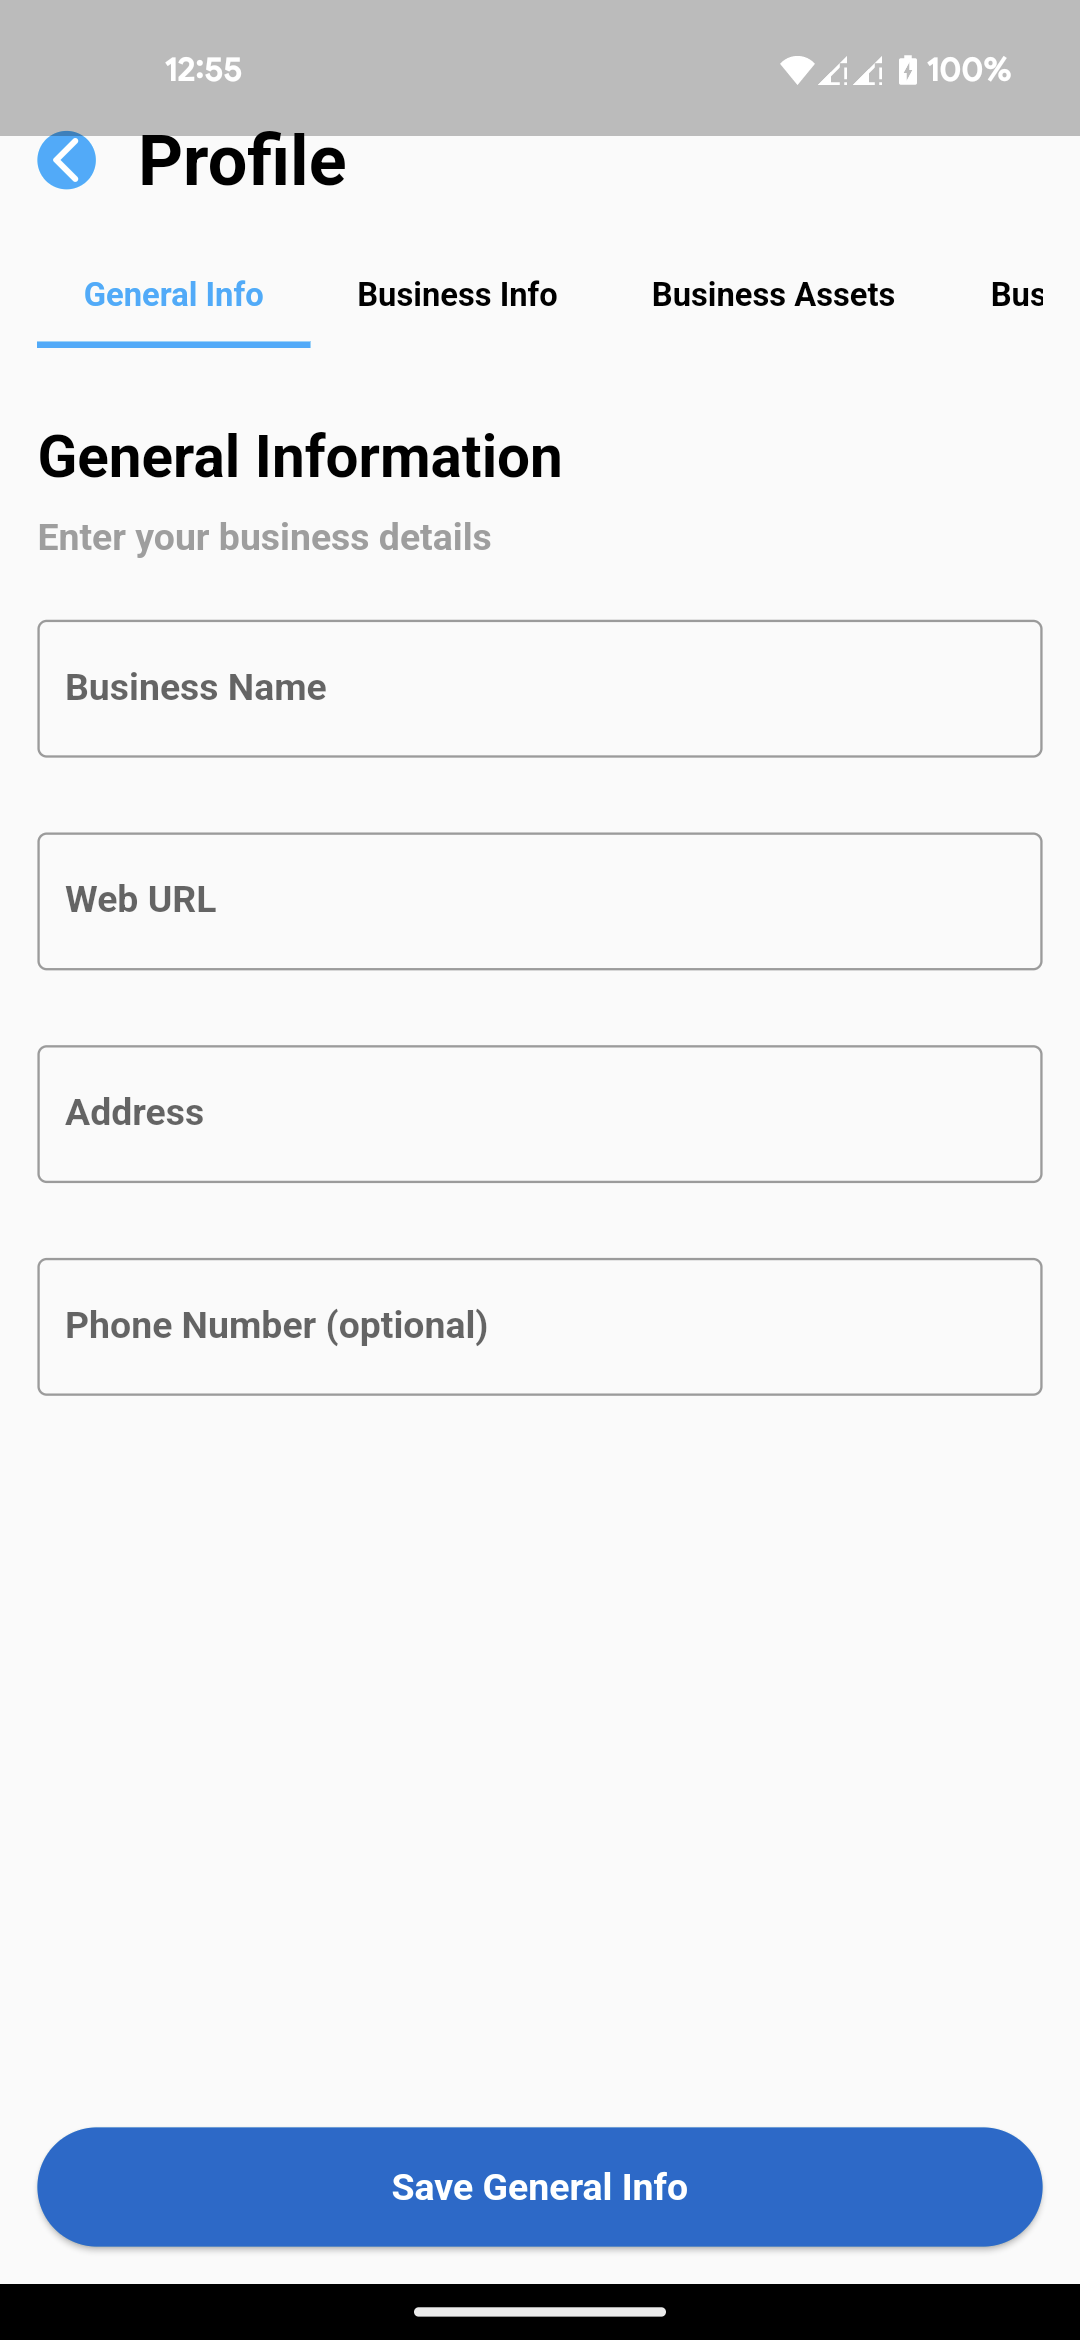 12:55
100%
Profile
General Info
Business Info
Business Assets
Bus
General Information
Enter your business details
Business Name
Web URL
Address
Phone Number (optional)
Save General Info